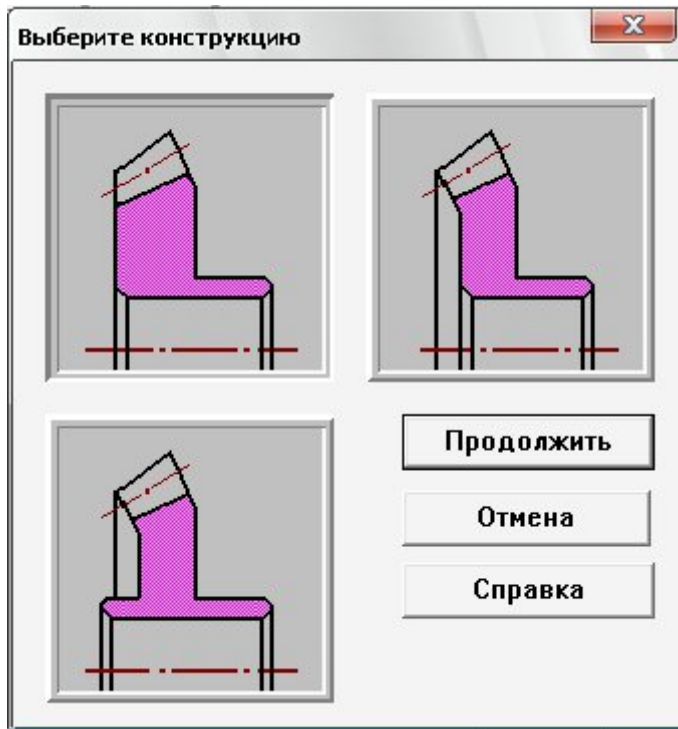 Выберите конструкцию
Продолжить
Отмена
Справка